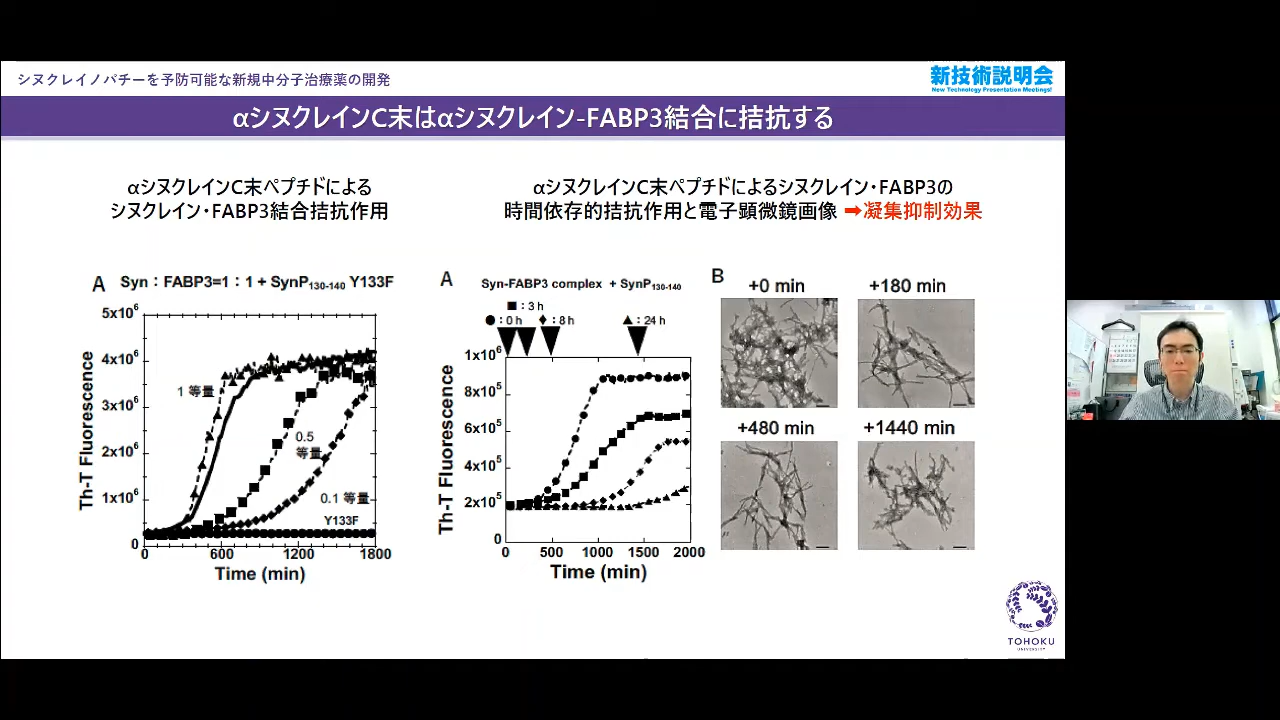 シヌクレイノパチーを予防可能な新規中分子治療薬の開発
新技術説明会
New Technology Presentation Meetings!
αシヌクレインC末はαシヌクレイン-FABP3結合に拮抗する
αシヌクレインC末ペプチドによる
シヌクレイン・FABP3結合拮抗作用
αシヌクレインC末ペプチドによるシヌクレイン・FABP3の
時間依存的拮抗作用と電子顕微鏡画像 ➡凝集抑制効果
A Syn：FABP3=1：1 + SynP130-140 Y133F
5x10⁶
4x10⁶
3x10⁶
2x10⁶
1x10⁶
0
Th-T Fluorescence
1 等量
0.5
等量
0.1 等量
Y133F
0 600 1200 1800
Time (min)
A Syn-FABP3 complex + SynP130-140
■：3 h
●：0 h ◆：8h ▲：24 h
1x10⁶
8x10⁵
6x10⁵
4x10⁵
2x10⁵
0
Th-T Fluorescence
0 500 1000 1500 2000
Time (min)
B
+0 min +180 min
+480 min +1440 min
TOHOKU
UNIVERSITY